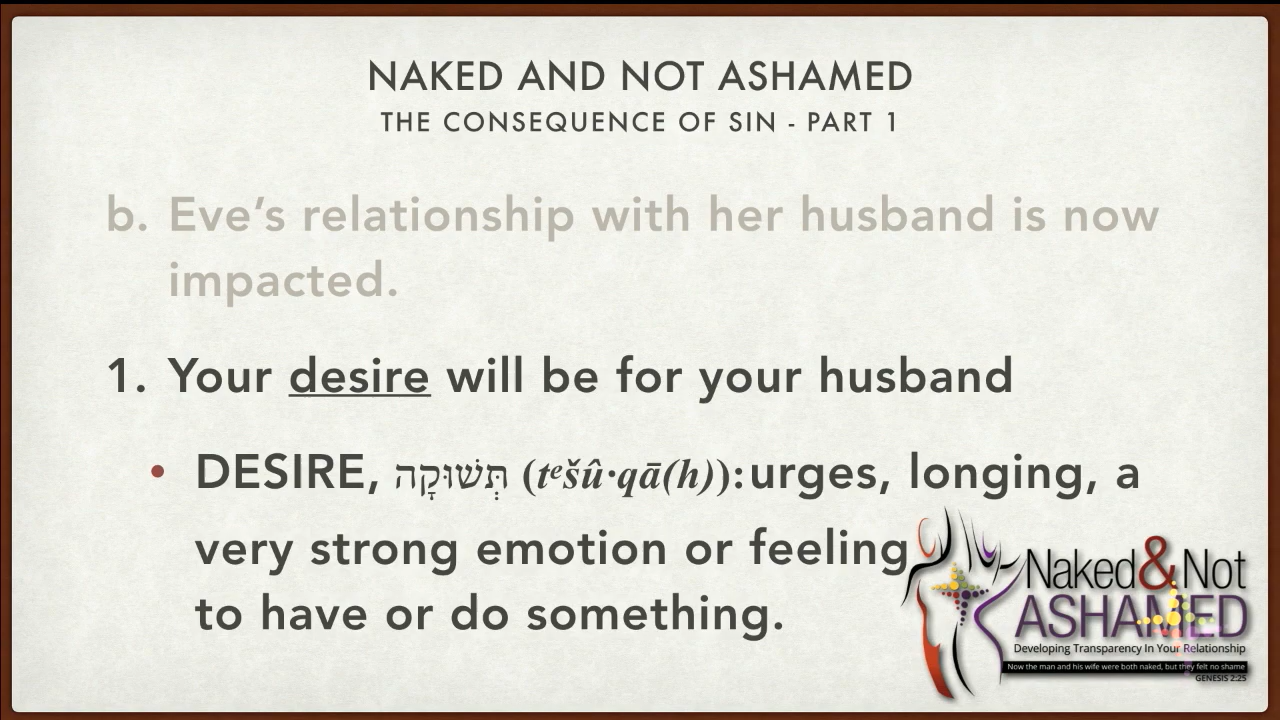 NAKED AND NOT ASHAMED
THE CONSEQUENCE OF SIN - PART 1
b. Eve's relationship with her husband is now
impacted.
1. Your desire will be for your husband
• DESIRE, תְּשׁוּקָה (tᵉšû·qā(h)):urges, longing, a
very strong emotion or feeling
to have or do something.
Naked & Not
ASHAMED
Developing Transparency In Your Relationship
Now the man and his wife were both naked, but they felt no shame
GENESIS 2:25